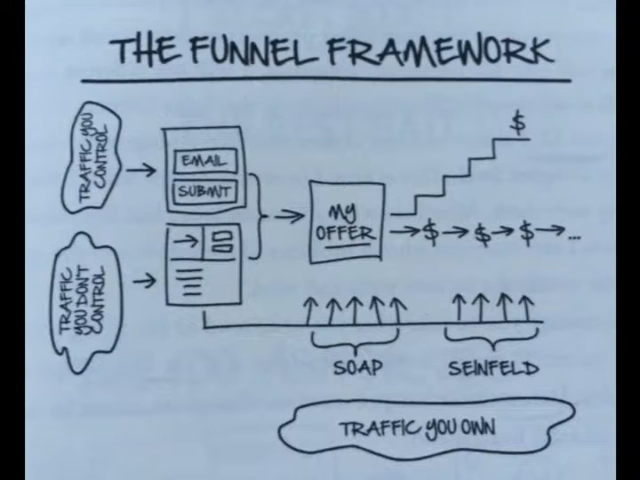 THE FUNNEL FRAMEWORK
TRAFFIC YOU
CONTROL
EMAIL
SUBMIT
TRAFFIC
YOU DON'T
CONTROL
MY
OFFER
$
$ $ $ ...
SOAP
SEINFELD
TRAFFIC YOU OWN